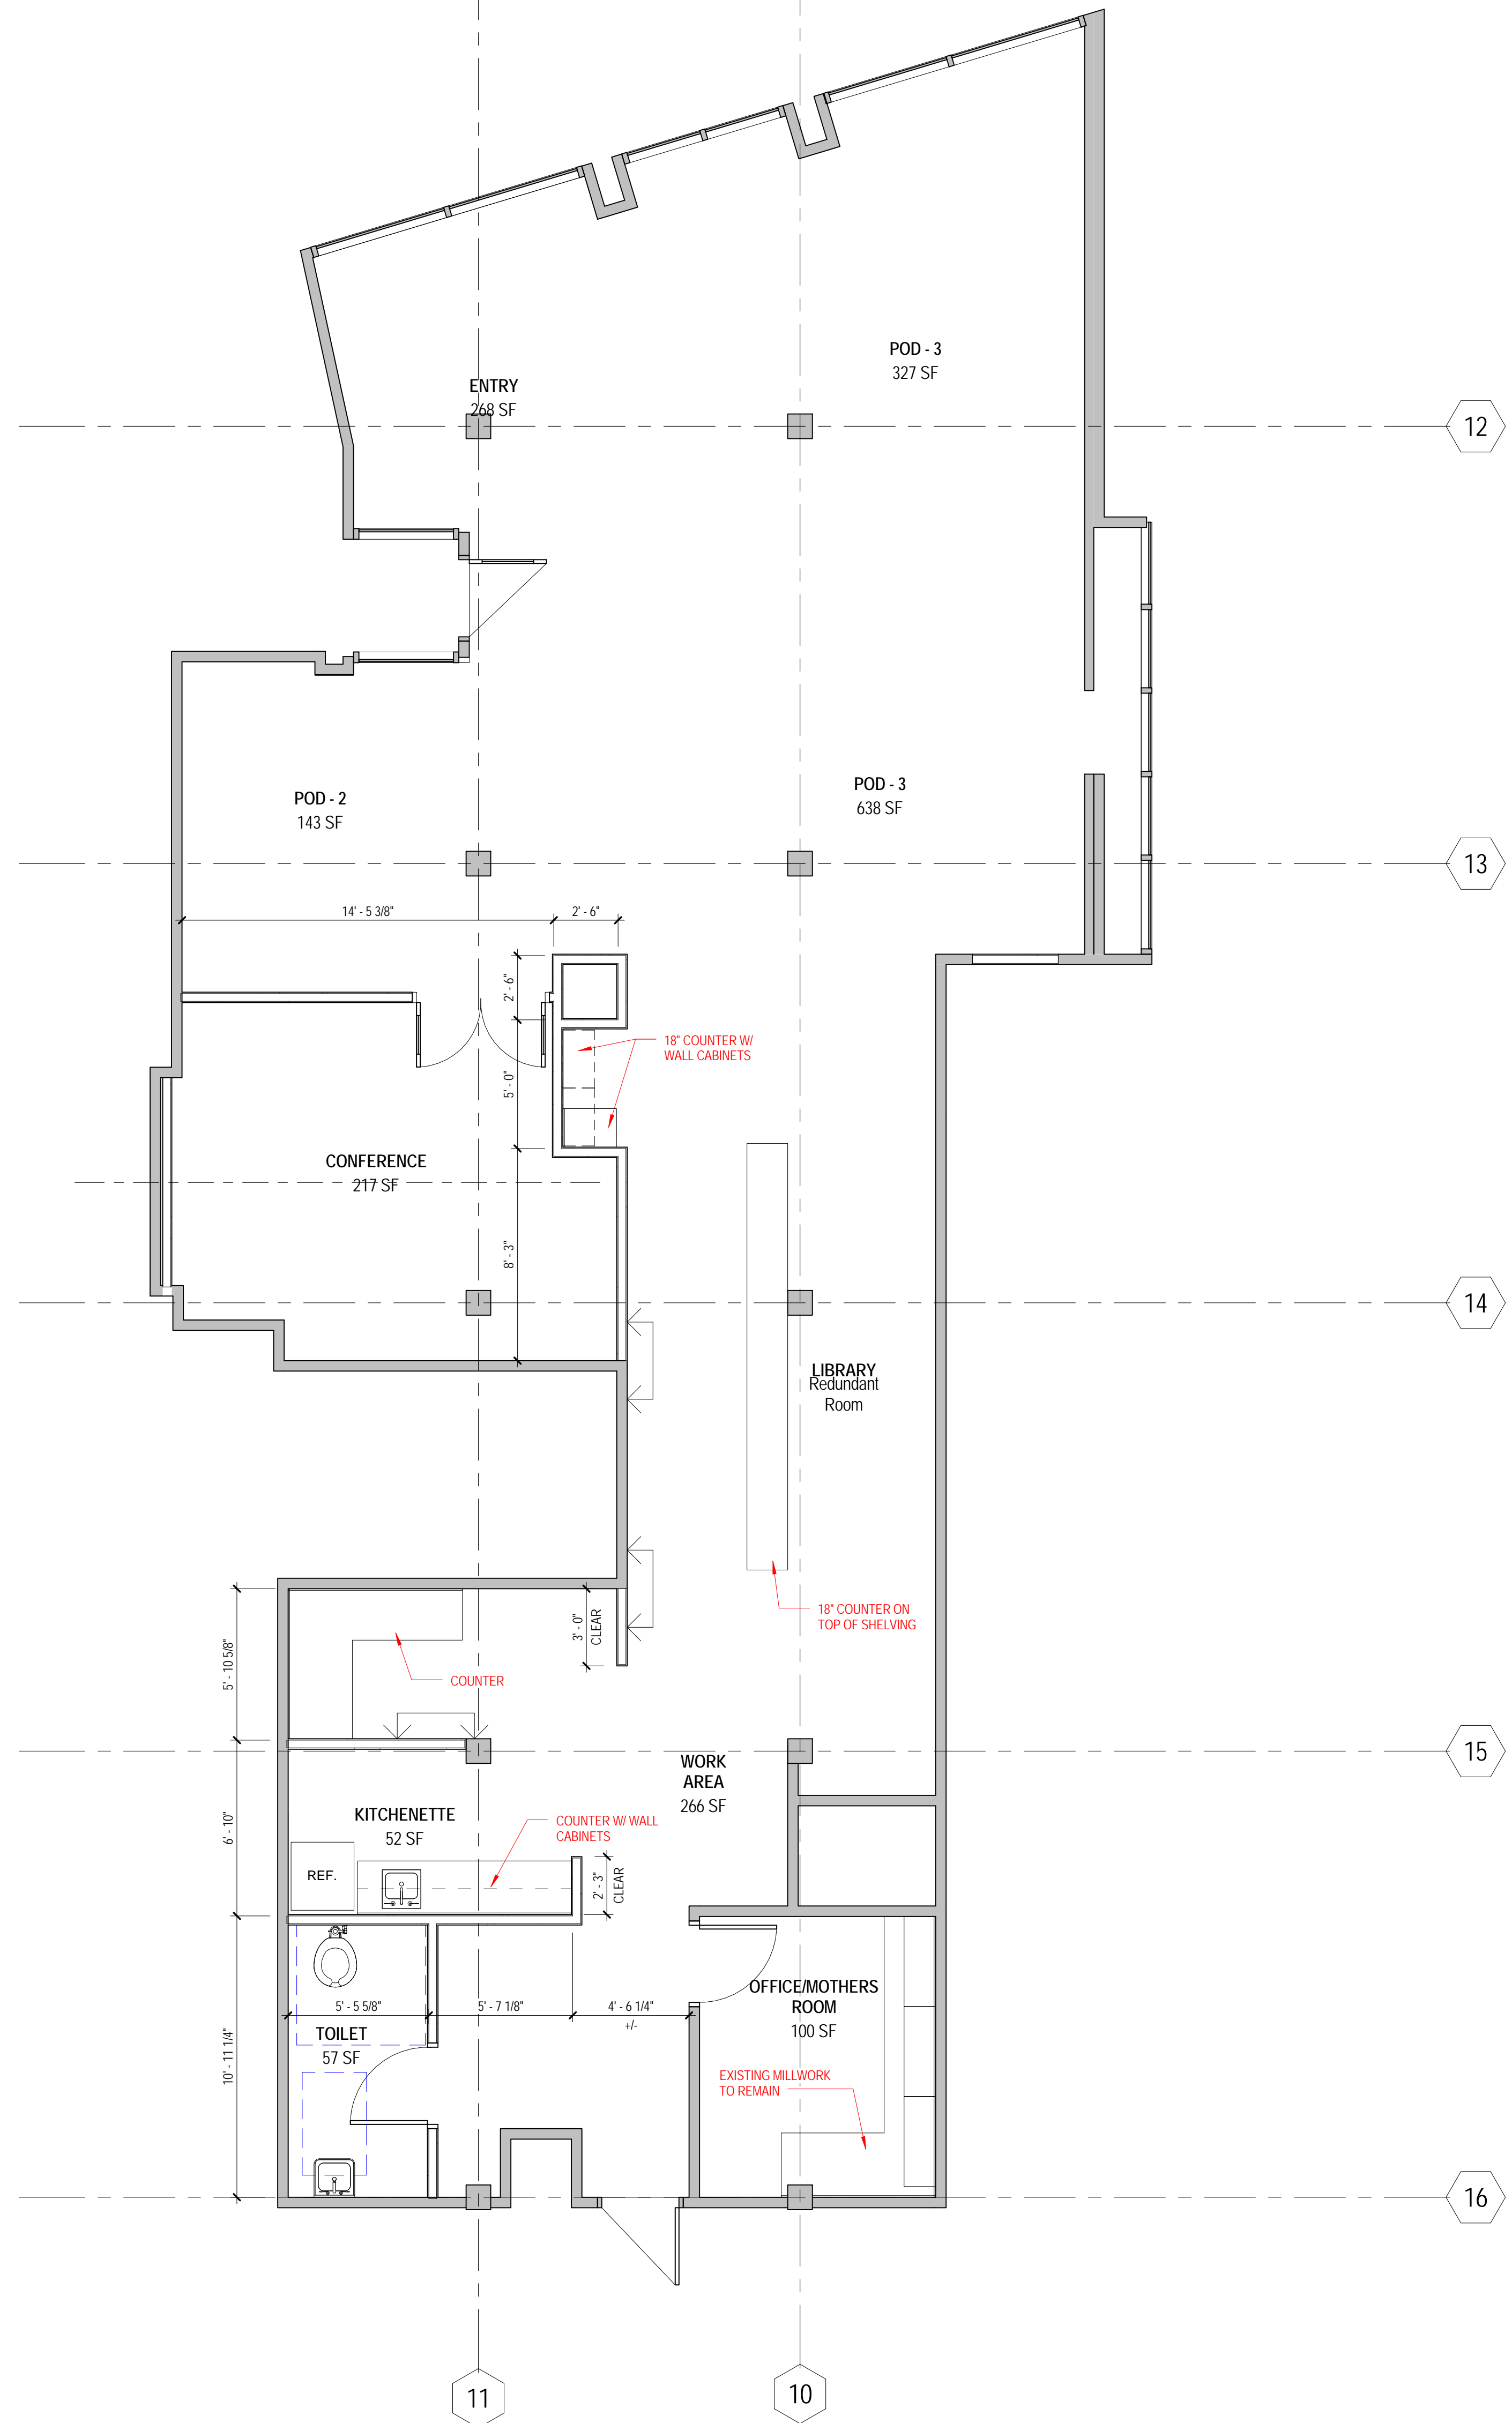 POD - 3
327 SF
ENTRY
268 SF
12
POD - 3
638 SF
POD - 2
143 SF
13
14' - 5 3/8"
2' - 6"
2' - 6"
18" COUNTER W/
WALL CABINETS
5' - 0"
CONFERENCE
217 SF
8' - 3"
14
LIBRARY
Redundant
Room
18" COUNTER ON
TOP OF SHELVING
3' - 0"
CLEAR
5' - 10 5/8"
COUNTER
15
WORK
AREA
266 SF
KITCHENETTE
52 SF
COUNTER W/ WALL
CABINETS
6' - 10"
REF.
2' - 3"
CLEAR
OFFICE/MOTHERS
ROOM
100 SF
5' - 5 5/8"
5' - 7 1/8"
4' - 6 1/4"
+/-
TOILET
57 SF
10' - 11 1/4"
EXISTING MILLWORK
TO REMAIN
16
11
10